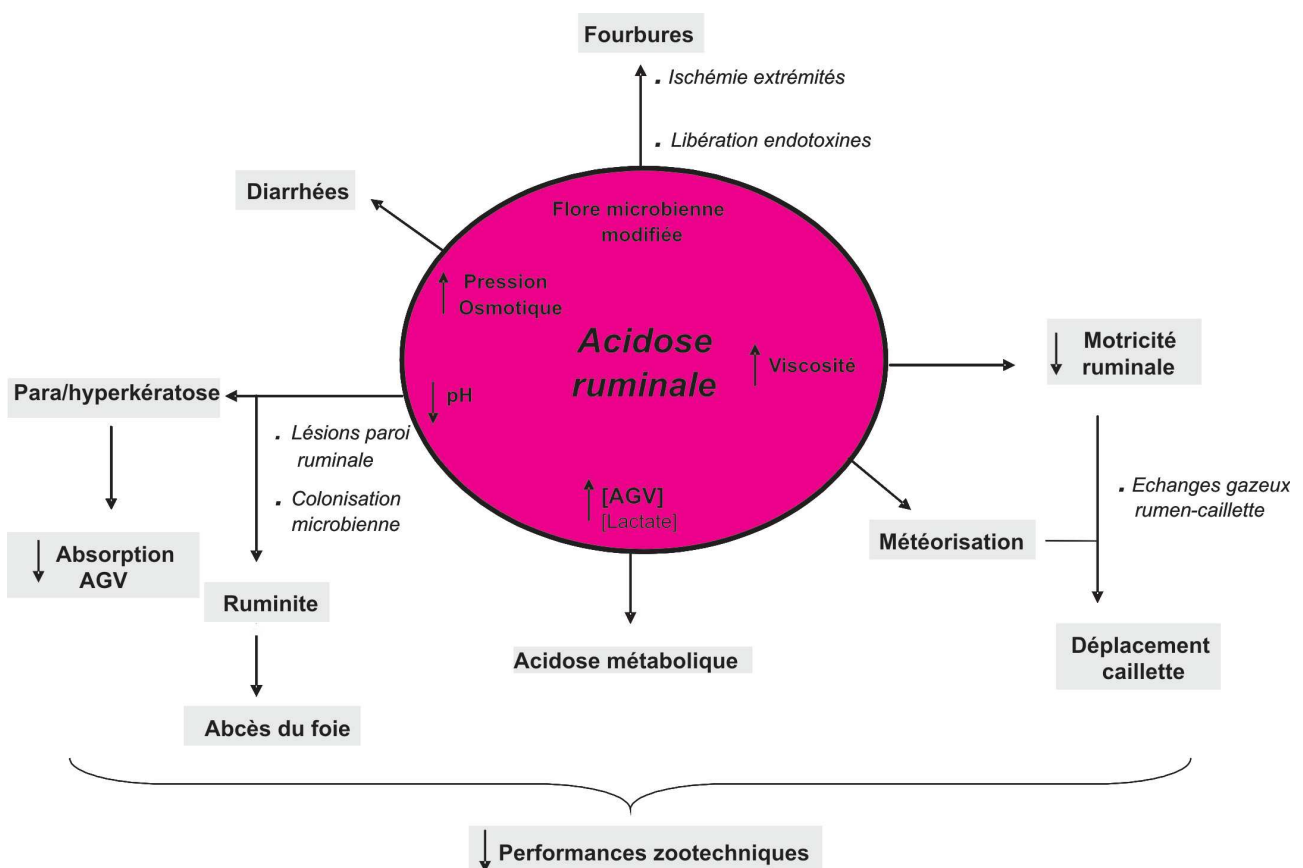 Fourbures
. Ischémie extrémités
. Libération endotoxines
Diarrhées
Flore microbienne
modifiée
↑ Pression
Osmotique
Acidose
ruminale
↑ Viscosité
↓ Motricité
ruminale
Para/hyperkératose
↓ pH
. Lésions paroi
ruminale
. Colonisation
microbienne
↑ [AGV]
[Lactate]
. Echanges gazeux
rumen-caillette
Météorisation
↓ Absorption
AGV
Ruminite
Acidose métabolique
Déplacement
caillette
Abcès du foie
↓ Performances zootechniques